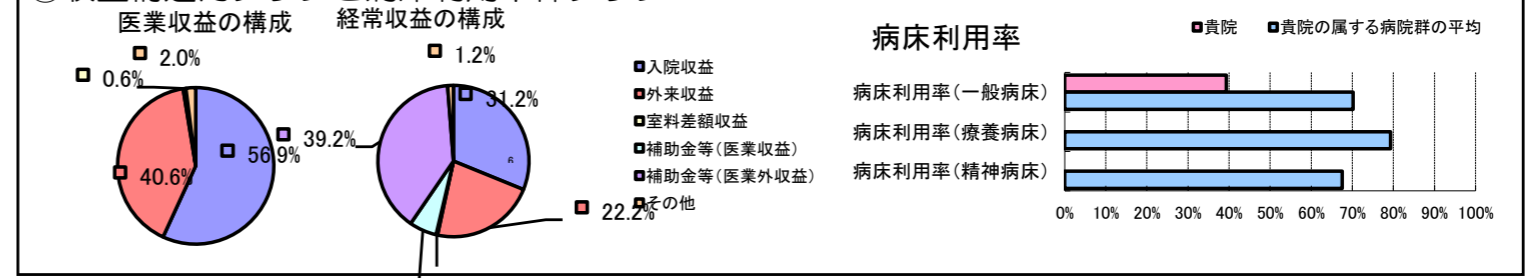 医業収益の構成
2.0%
0.6%
56.9%
40.6%
経常収益の構成
1.2%
31.2%
39.2%
22.2%
入院収益
外来収益
室料差額収益
補助金等(医業収益)
補助金等(医業外収益)
その他
病床利用率
貴院 貴院の属する病院群の平均
病床利用率(一般病床)
病床利用率(療養病床)
病床利用率(精神病床)
0% 10% 20% 30% 40% 50% 60% 70% 80% 90% 100%